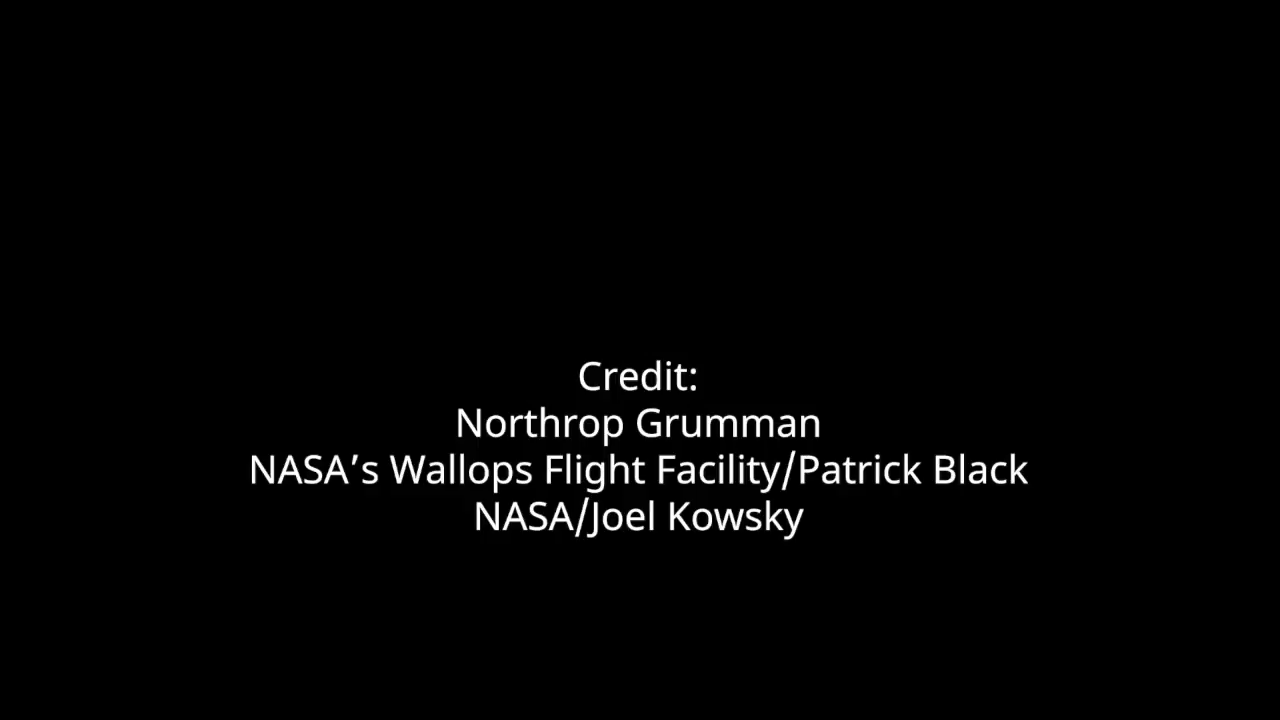 Credit:
Northrop Grumman
NASA’s Wallops Flight Facility/Patrick Black
NASA/Joel Kowsky